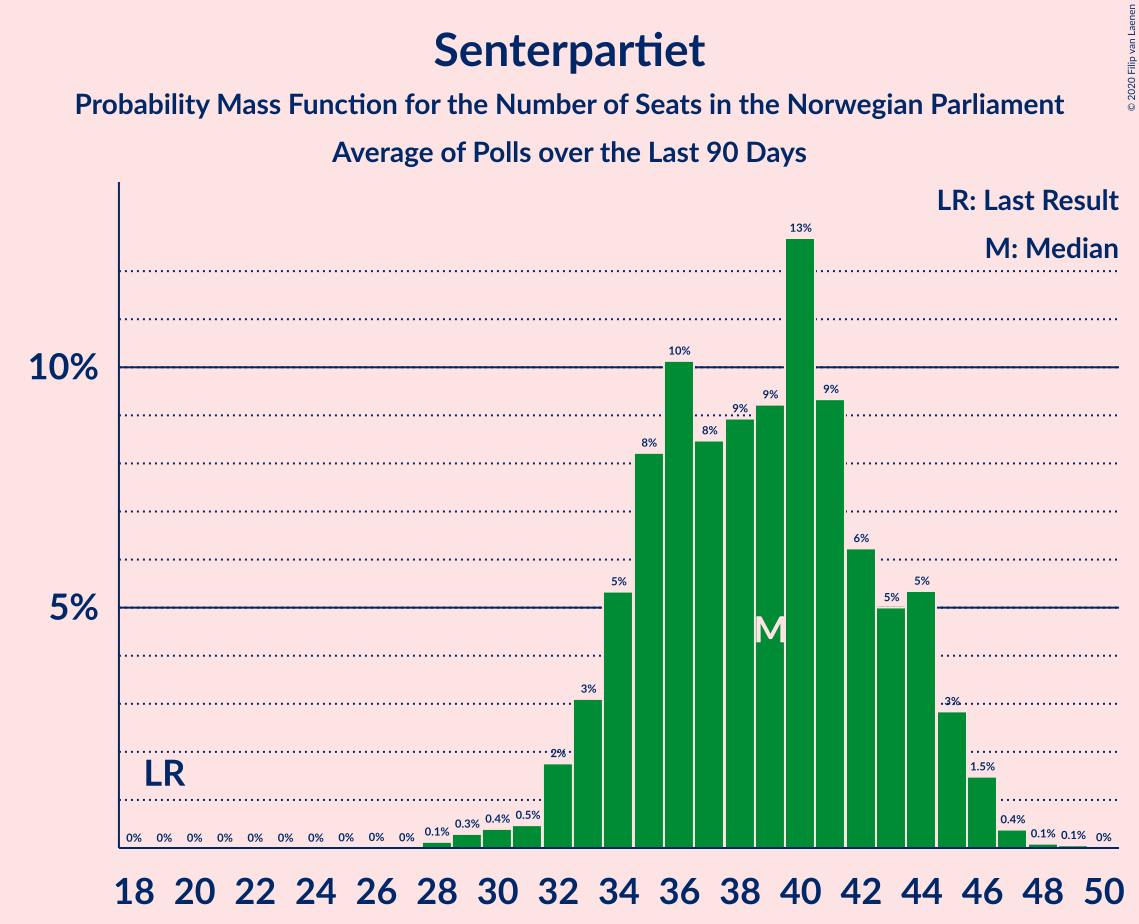 Senterpartiet
Probability Mass Function for the Number of Seats in the Norwegian Parliament
Average of Polls over the Last 90 Days
© 2020 Filip van Laenen
LR: Last Result
M: Median
10%
5%
LR
M
0% 0% 0% 0% 0% 0% 0% 0% 0% 0% 0.1% 0.3% 0.4% 0.5% 2% 3% 5% 8% 10% 8% 9% 9% 13% 9% 6% 5% 5% 3% 1.5% 0.4% 0.1% 0.1% 0%
18 20 22 24 26 28 30 32 34 36 38 40 42 44 46 48 50